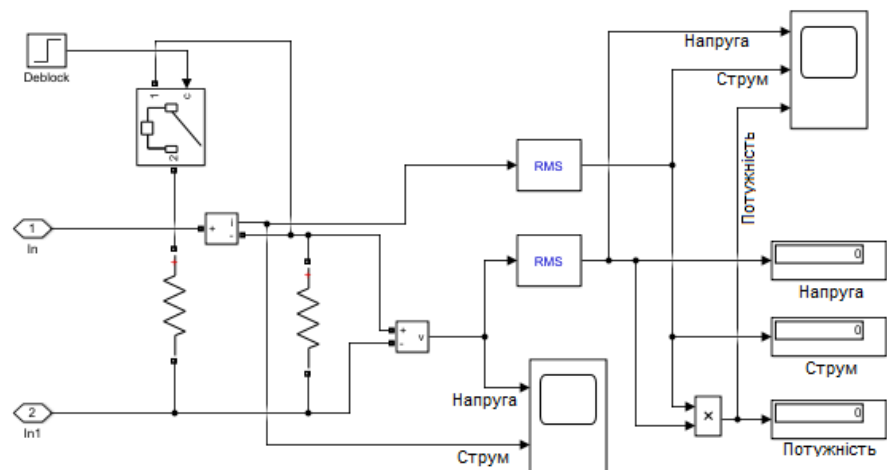 Напруга
Deblock
1
c
Струм
2
Потужність
RMS
1
i
+
-
In
RMS
0
+
+
Напруга
+
v
-
0
Струм
Напруга
×
0
2
In1
Струм
Потужність